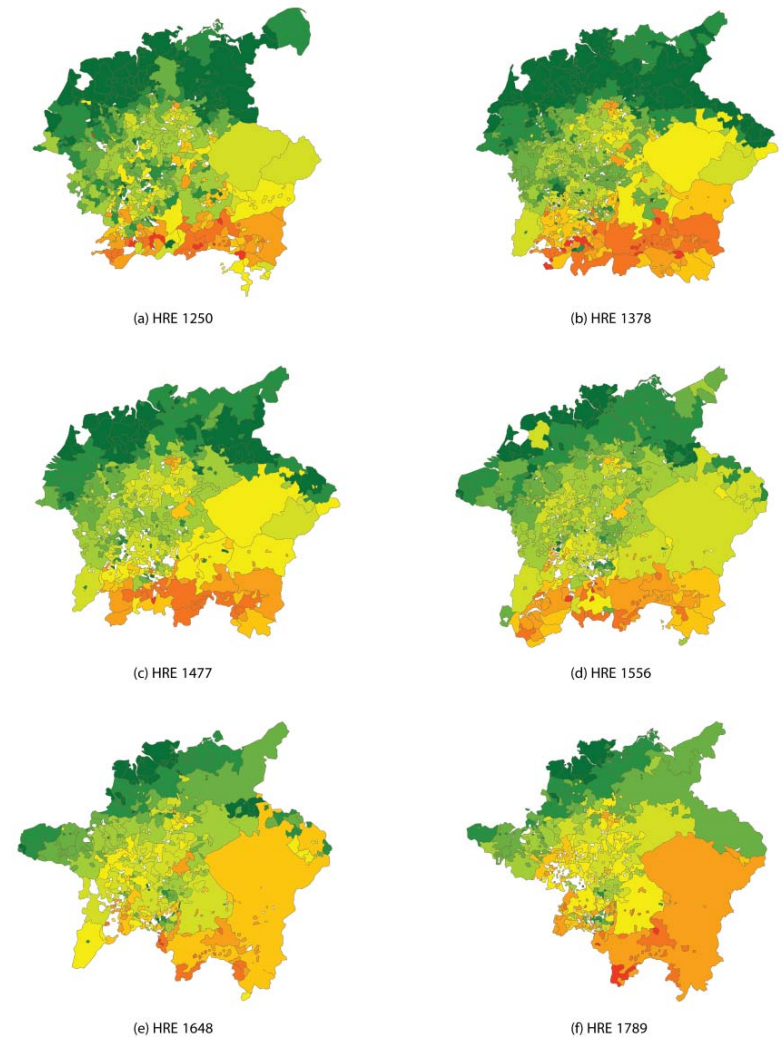 (a) HRE 1250
(b) HRE 1378
(c) HRE 1477
(d) HRE 1556
(e) HRE 1648
(f) HRE 1789